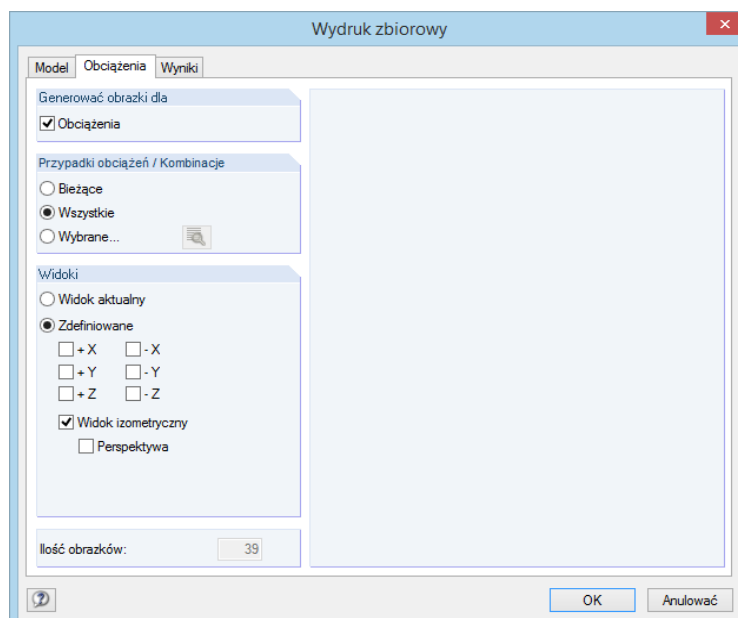 Wydruk zbiorowy
Model Obciążenia Wyniki
Generować obrazki dla
Obciążenia
Przypadki obciążeń / Kombinacje
Bieżące
Wszystkie
Wybrane...
Widoki
Widok aktualny
Zdefiniowane
+ X - X
+ Y - Y
+ Z - Z
Widok izometryczny
Perspektywa
Ilość obrazków: 39
OK Anulować